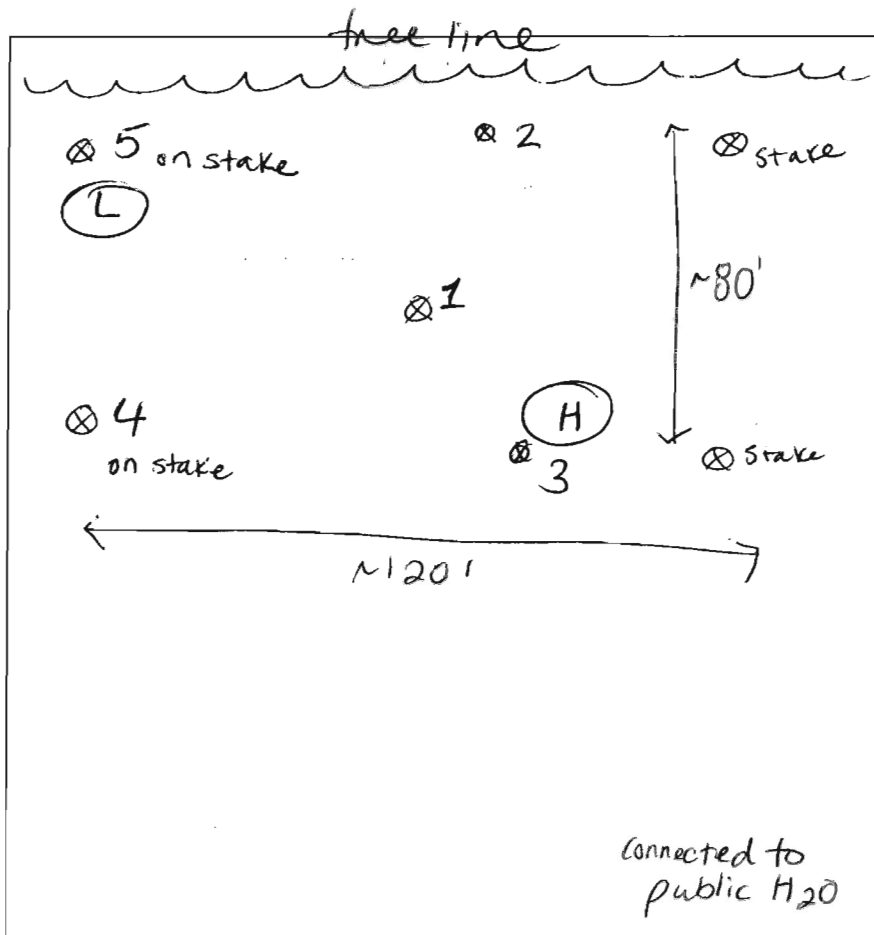 tree line
5 on stake
2
stake
L
1
~80'
4
on stake
H
3
stake
~120'
connected to
public H2O